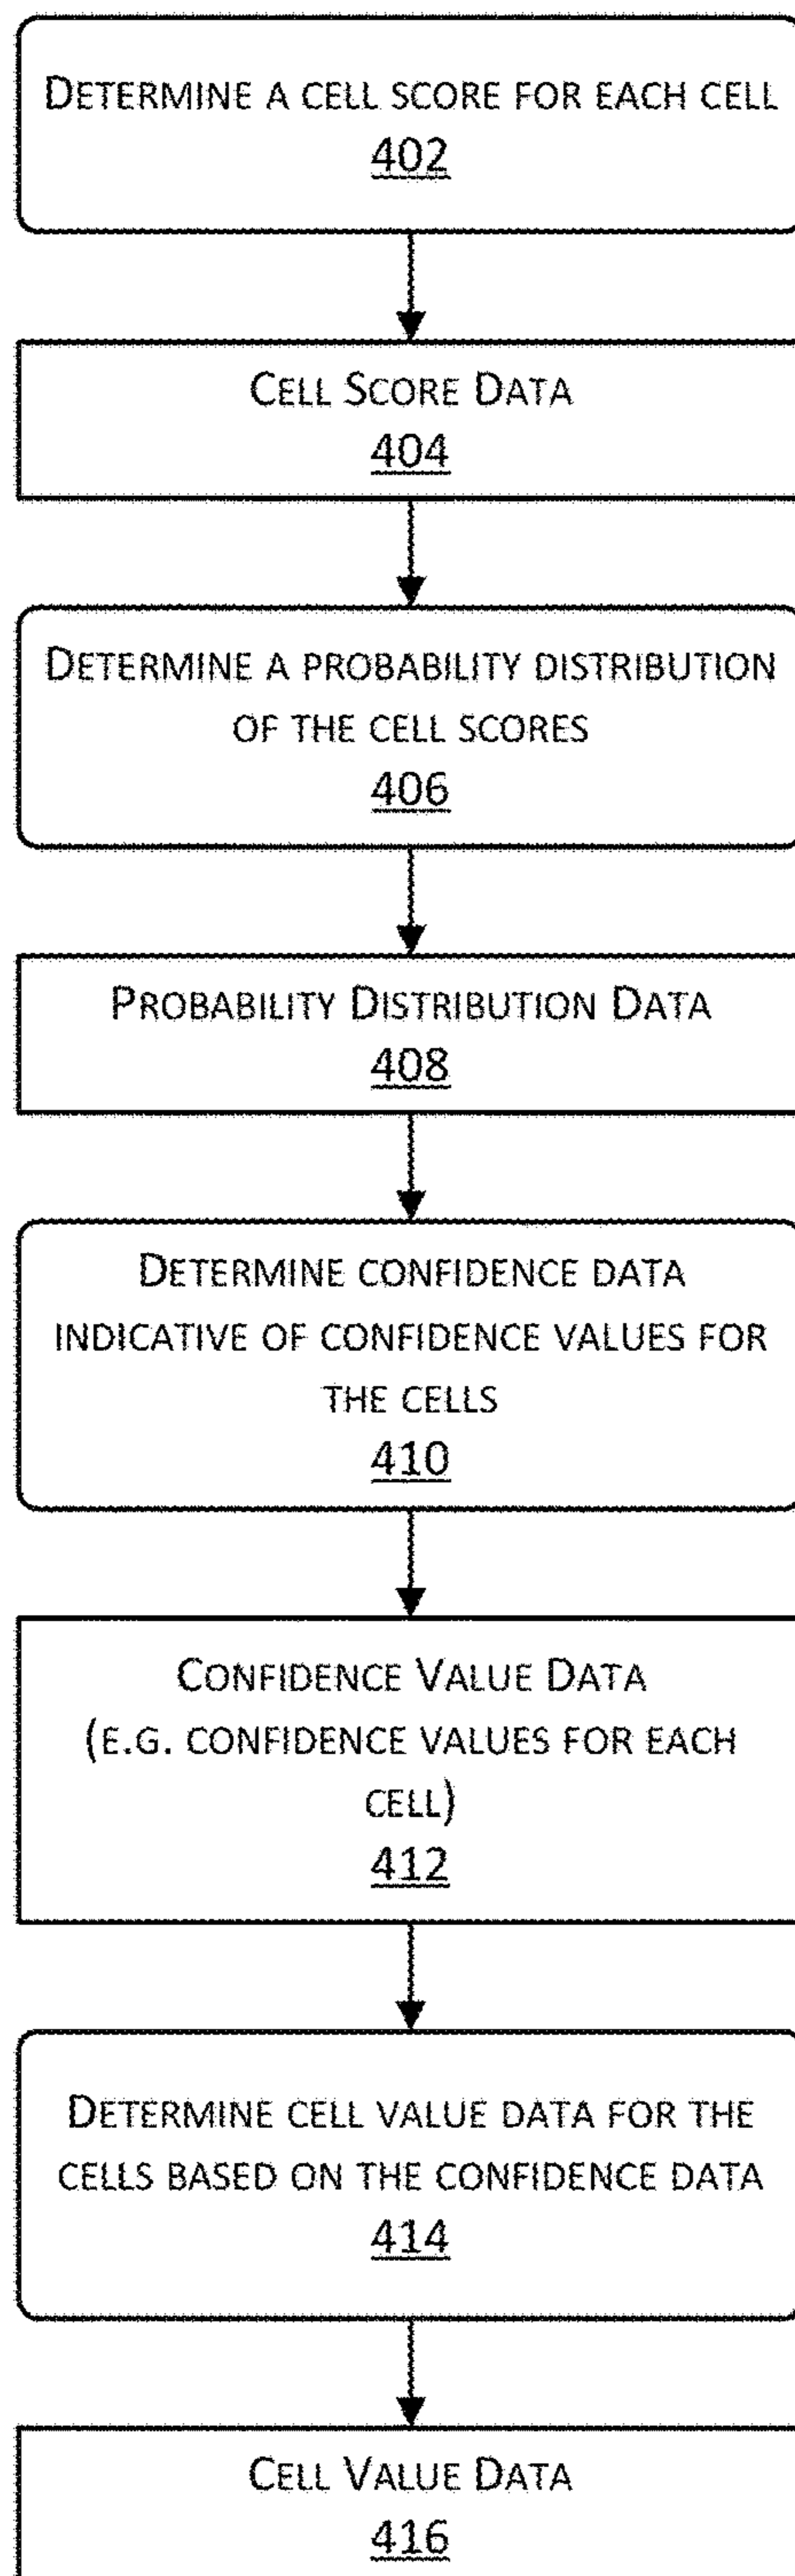 DETERMINE A CELL SCORE FOR EACH CELL
402
CELL SCORE DATA
404
DETERMINE A PROBABILITY DISTRIBUTION
OF THE CELL SCORES
406
PROBABILITY DISTRIBUTION DATA
408
DETERMINE CONFIDENCE DATA
INDICATIVE OF CONFIDENCE VALUES FOR
THE CELLS
410
CONFIDENCE VALUE DATA
(E.G. CONFIDENCE VALUES FOR EACH
CELL)
412
DETERMINE CELL VALUE DATA FOR THE
CELLS BASED ON THE CONFIDENCE DATA
414
CELL VALUE DATA
416